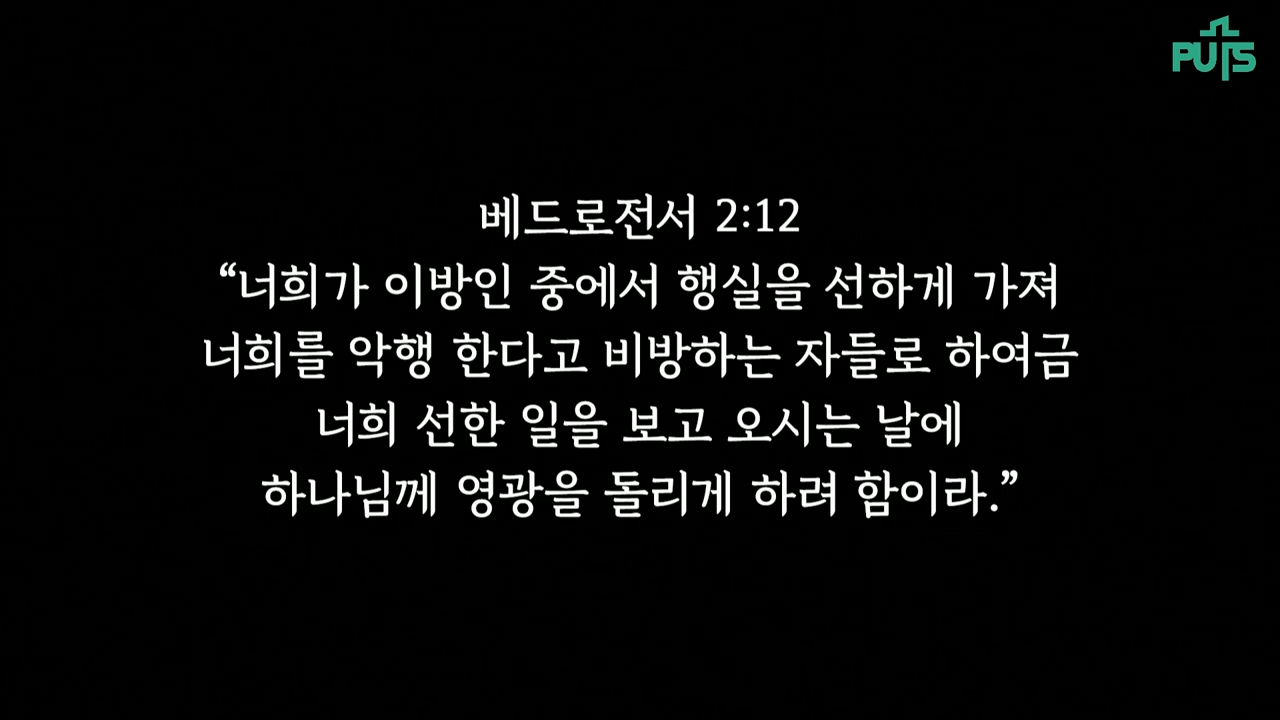 PUTS
베드로전서 2:12
“너희가 이방인 중에서 행실을 선하게 가져
너희를 악행 한다고 비방하는 자들로 하여금
너희 선한 일을 보고 오시는 날에
하나님께 영광을 돌리게 하려 함이라.”